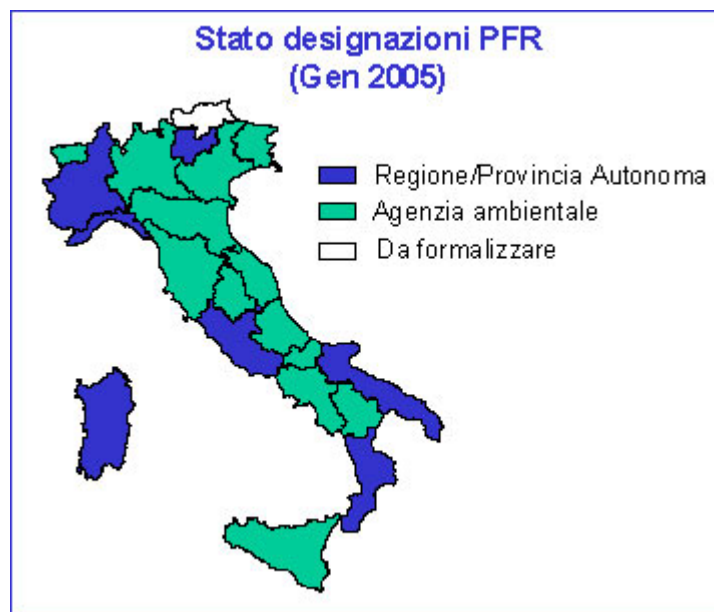 Stato designazioni PFR
(Gen 2005)
Regione/Provincia Autonoma
Agenzia ambientale
Da formalizzare